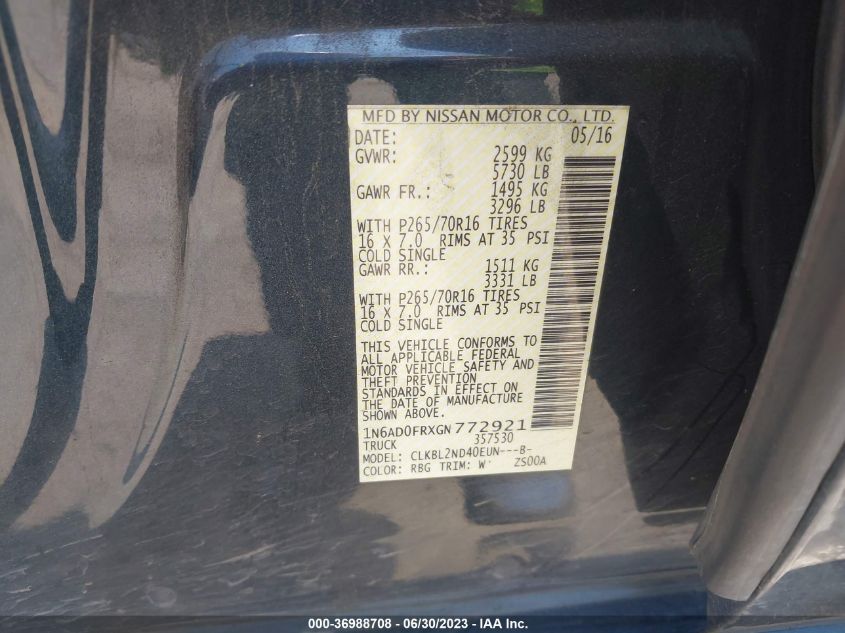 MFD BY NISSAN MOTOR CO., LTD.
DATE: 05/16
GVWR: 2599 KG
5730 LB
GAWR FR.: 1495 KG
3296 LB
WITH P265/70R16 TIRES
16 X 7.0 RIMS AT 35 PSI
COLD SINGLE
GAWR RR.: 1511 KG
3331 LB
WITH P265/70R16 TIRES
16 X 7.0 RIMS AT 35 PSI
COLD SINGLE
THIS VEHICLE CONFORMS TO
ALL APPLICABLE FEDERAL
MOTOR VEHICLE SAFETY AND
THEFT PREVENTION
STANDARDS IN EFFECT ON
THE DATE OF MANUFACTURE
SHOWN ABOVE.
1N6AD0FRXGN772921
TRUCK 357530
MODEL: CLKBL2ND40EUN---B-
COLOR: RBG TRIM: W ZS00A
000-36988708 - 06/30/2023 - IAA Inc.